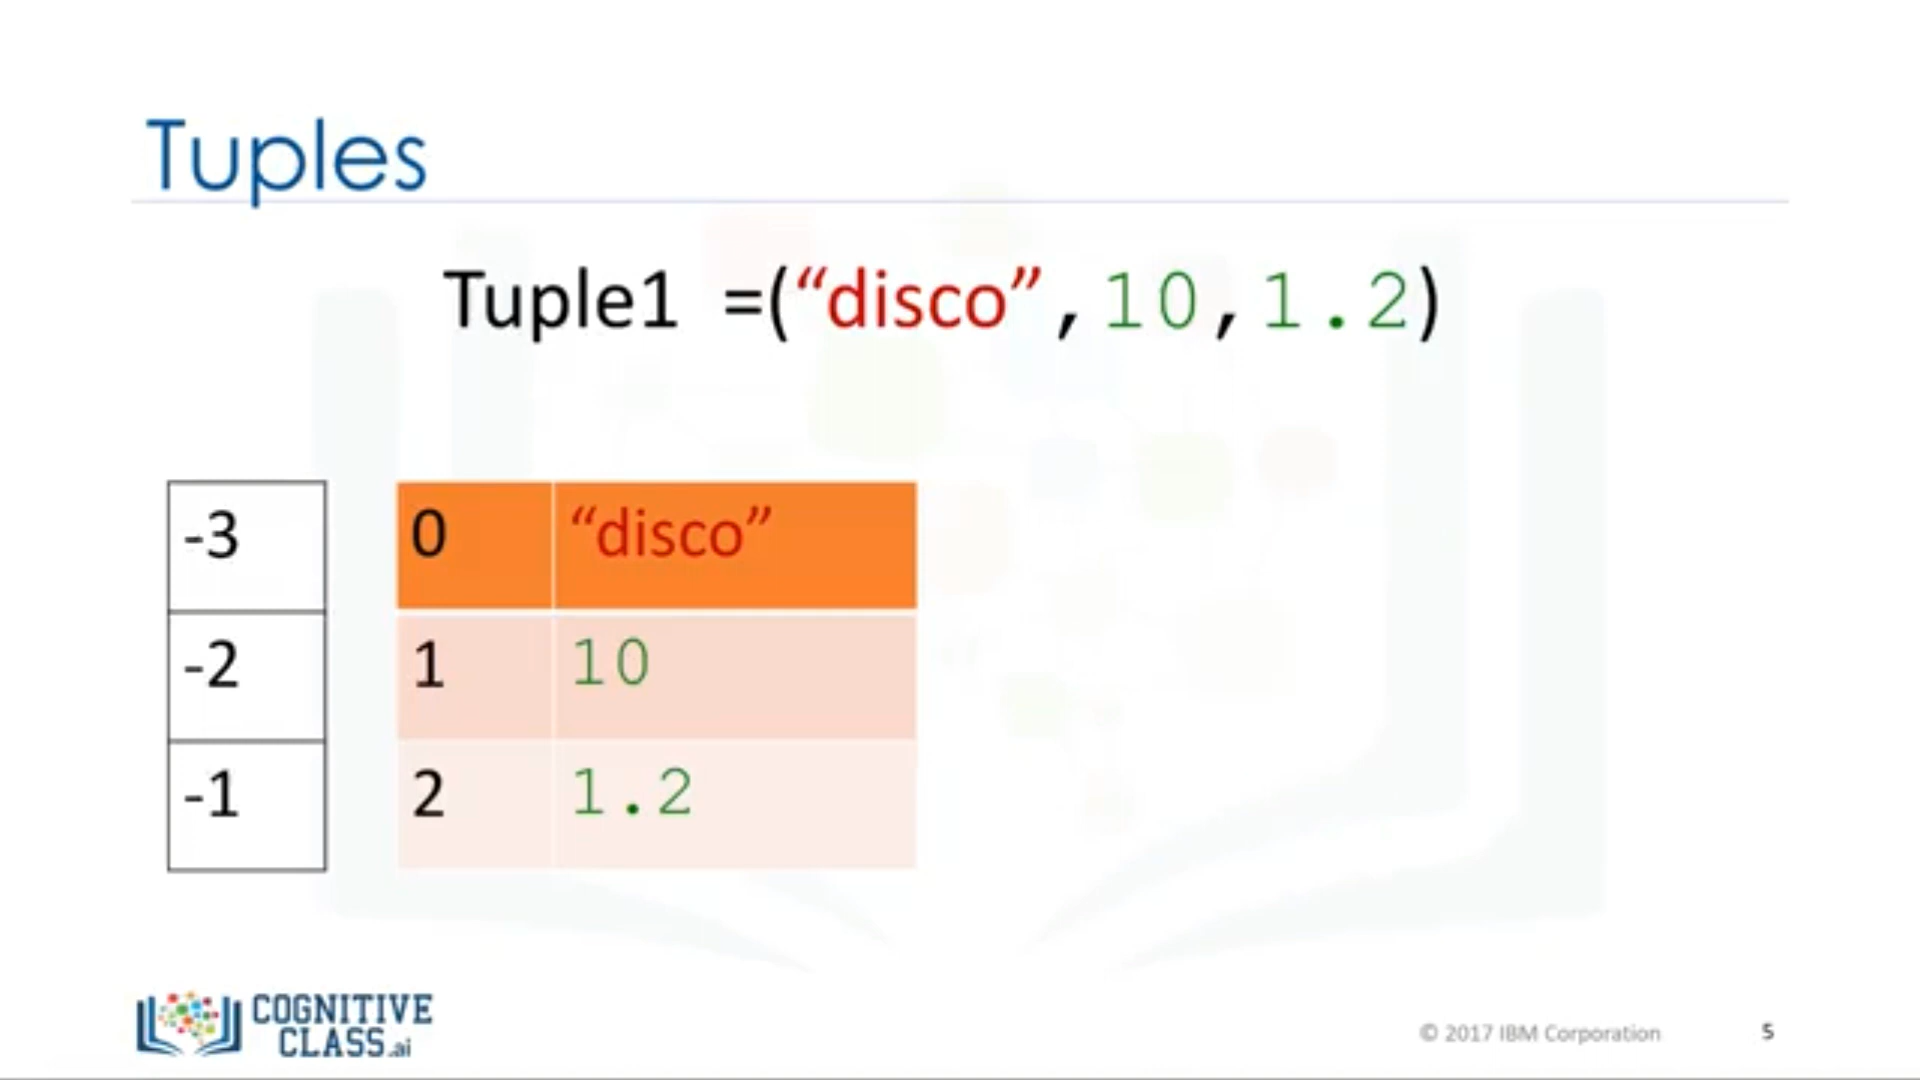 Tuples
Tuple1 =(“disco”,10,1.2)
-3 0 “disco”
-2 1 10
-1 2 1.2
COGNITIVE
CLASS.ai
© 2017 IBM Corporation 5